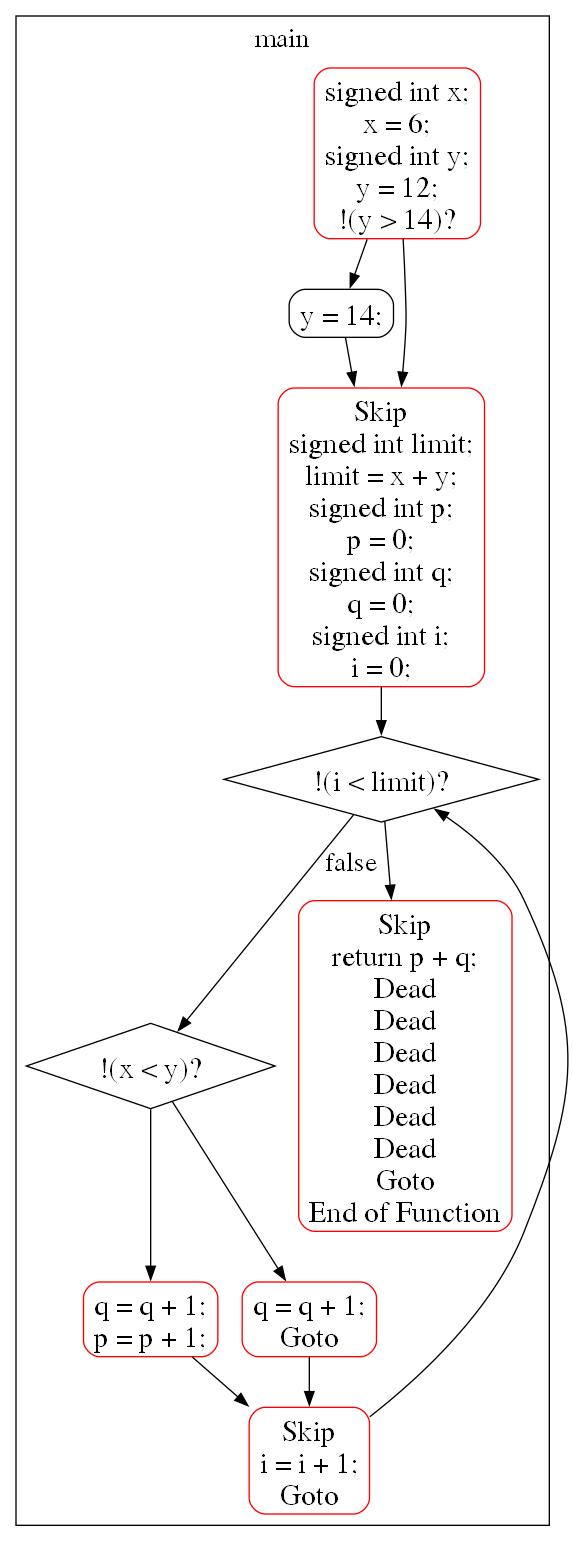 main
signed int x;
x = 6;
signed int y;
y = 12;
!(y > 14)?
y = 14;
Skip
signed int limit;
limit = x + y;
signed int p;
p = 0;
signed int q;
q = 0;
signed int i;
i = 0;
!(i < limit)?
false
Skip
return p + q;
Dead
Dead
Dead
Dead
Dead
Dead
Goto
End of Function
!(x < y)?
q = q + 1;
p = p + 1;
q = q + 1;
Goto
Skip
i = i + 1;
Goto